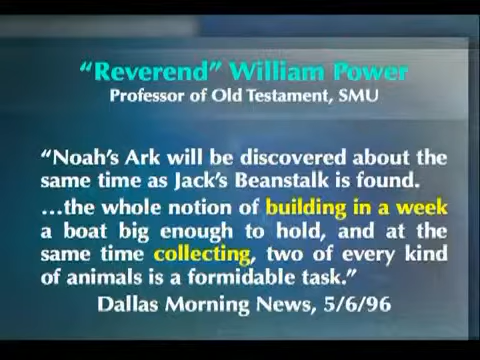 “Reverend” William Power
Professor of Old Testament, SMU
“Noah’s Ark will be discovered about the
same time as Jack’s Beanstalk is found.
…the whole notion of building in a week
a boat big enough to hold, and at the
same time collecting, two of every kind
of animals is a formidable task.”
Dallas Morning News, 5/6/96